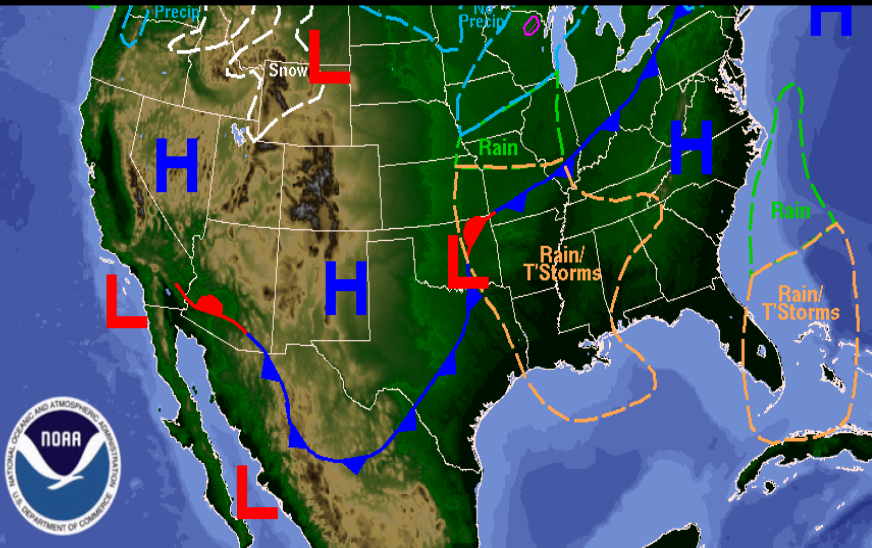 Precip
No
Precip
H
L
Snow
Rain
H
H
Rain
L
Rain/
T'Storms
H
L
Rain/
T'Storms
NATIONAL OCEANIC AND ATMOSPHERIC ADMINISTRATION
NOAA
U.S. DEPARTMENT OF COMMERCE
L